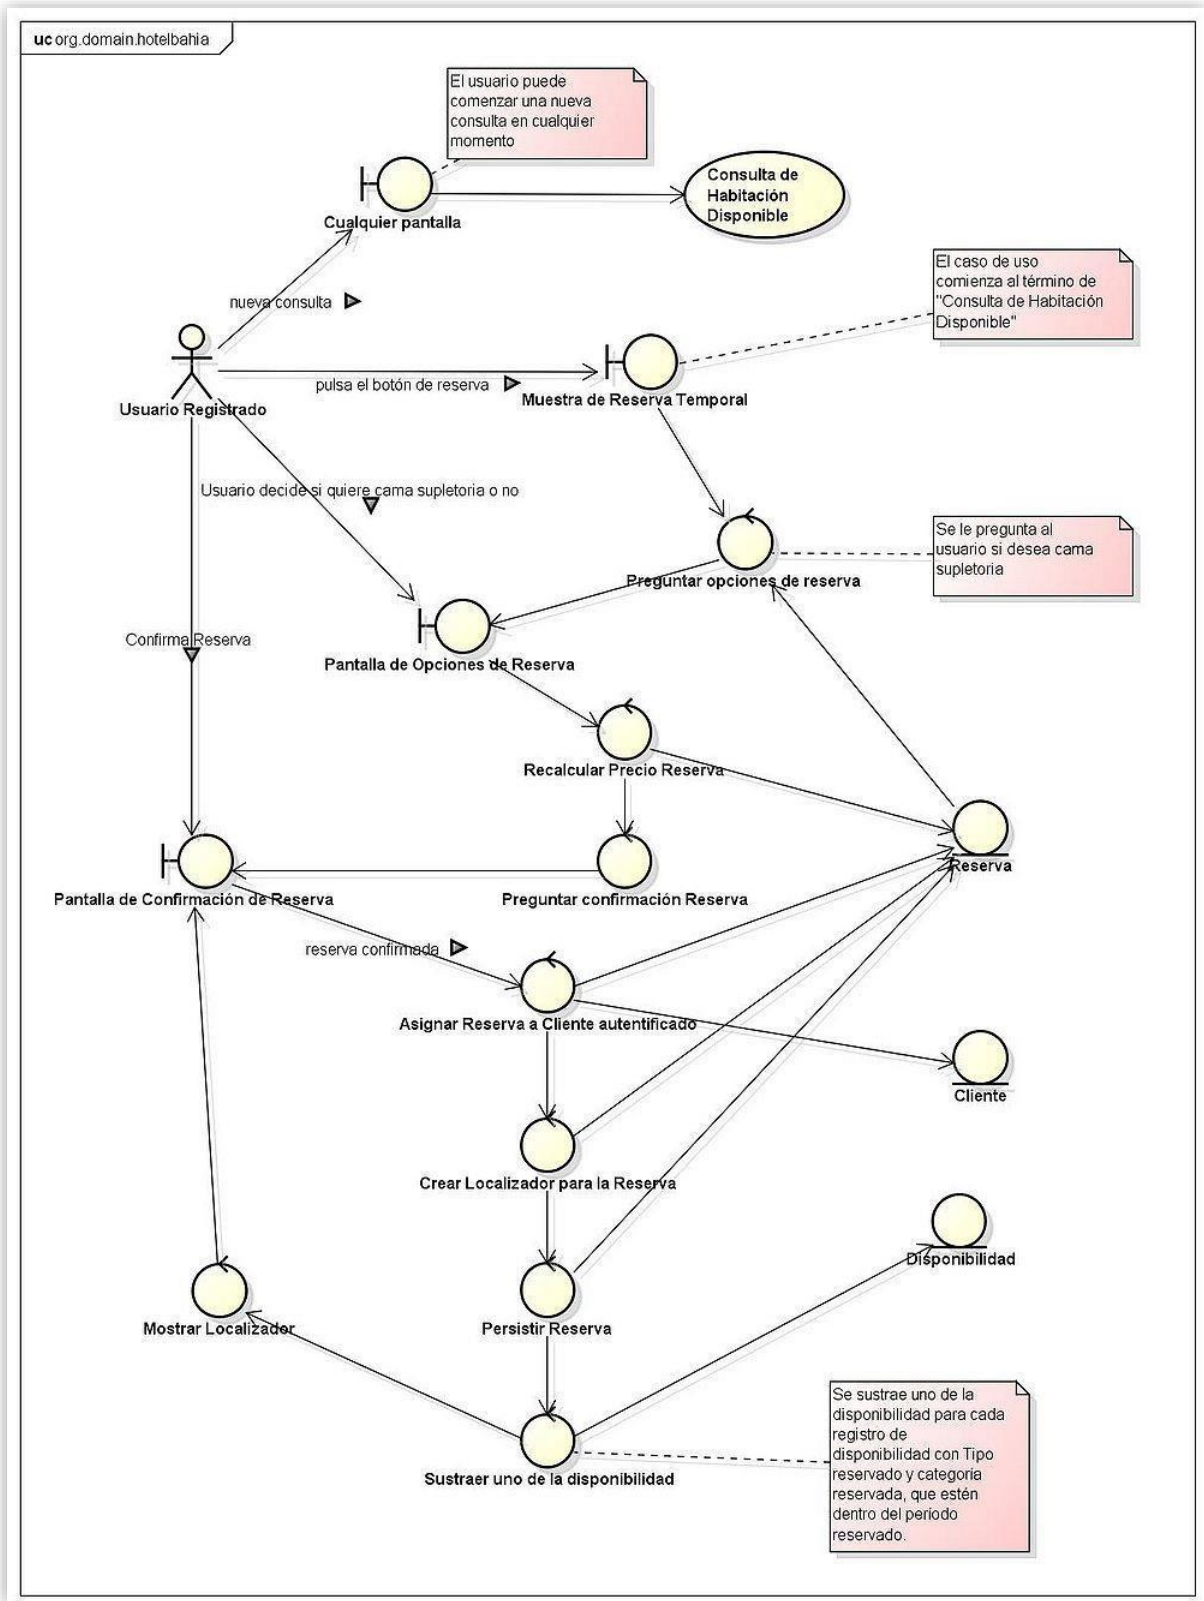 uc org.domain.hotelbahia
El usuario puede
comenzar una nueva
consulta en cualquier
momento
Consulta de
Habitación
Disponible
Cualquier pantalla
El caso de uso
comienza al término de
"Consulta de Habitación
Disponible"
nueva consulta
pulsa el botón de reserva
Muestra de Reserva Temporal
Usuario Registrado
Usuario decide si quiere cama supletoria o no
Se le pregunta al
usuario si desea cama
supletoria
Preguntar opciones de reserva
Confirma Reserva
Pantalla de Opciones de Reserva
Recalcular Precio Reserva
Reserva
Pantalla de Confirmación de Reserva
Preguntar confirmación Reserva
reserva confirmada
Asignar Reserva a Cliente autentificado
Cliente
Crear Localizador para la Reserva
Disponibilidad
Mostrar Localizador
Persistir Reserva
Se sustrae uno de la
disponibilidad para cada
registro de
disponibilidad con Tipo
reservado y categoría
reservada, que estén
dentro del período
reservado.
Sustraer uno de la disponibilidad